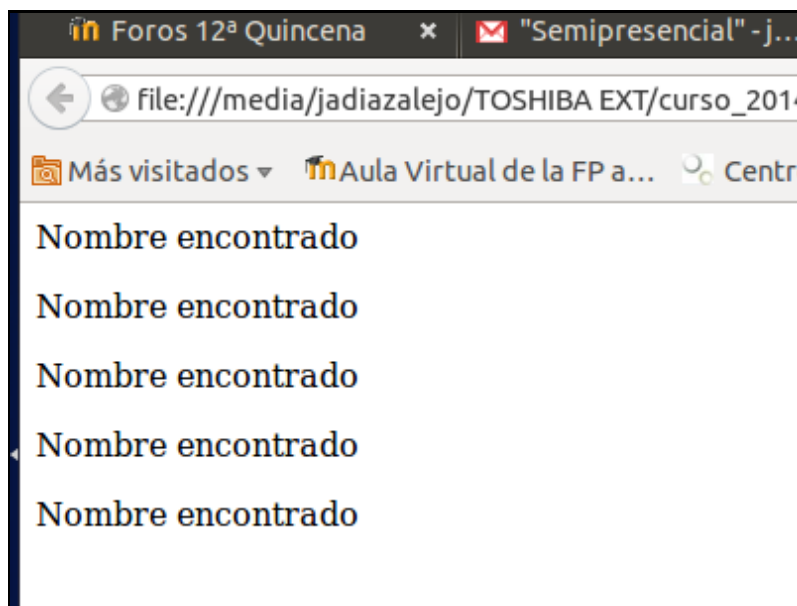 Foros 12ª Quincena × "Semipresencial" - j...
file:///media/jadiazalejo/TOSHIBA EXT/curso_201
Más visitados Aula Virtual de la FP a... Centr
Nombre encontrado
Nombre encontrado
Nombre encontrado
Nombre encontrado
Nombre encontrado